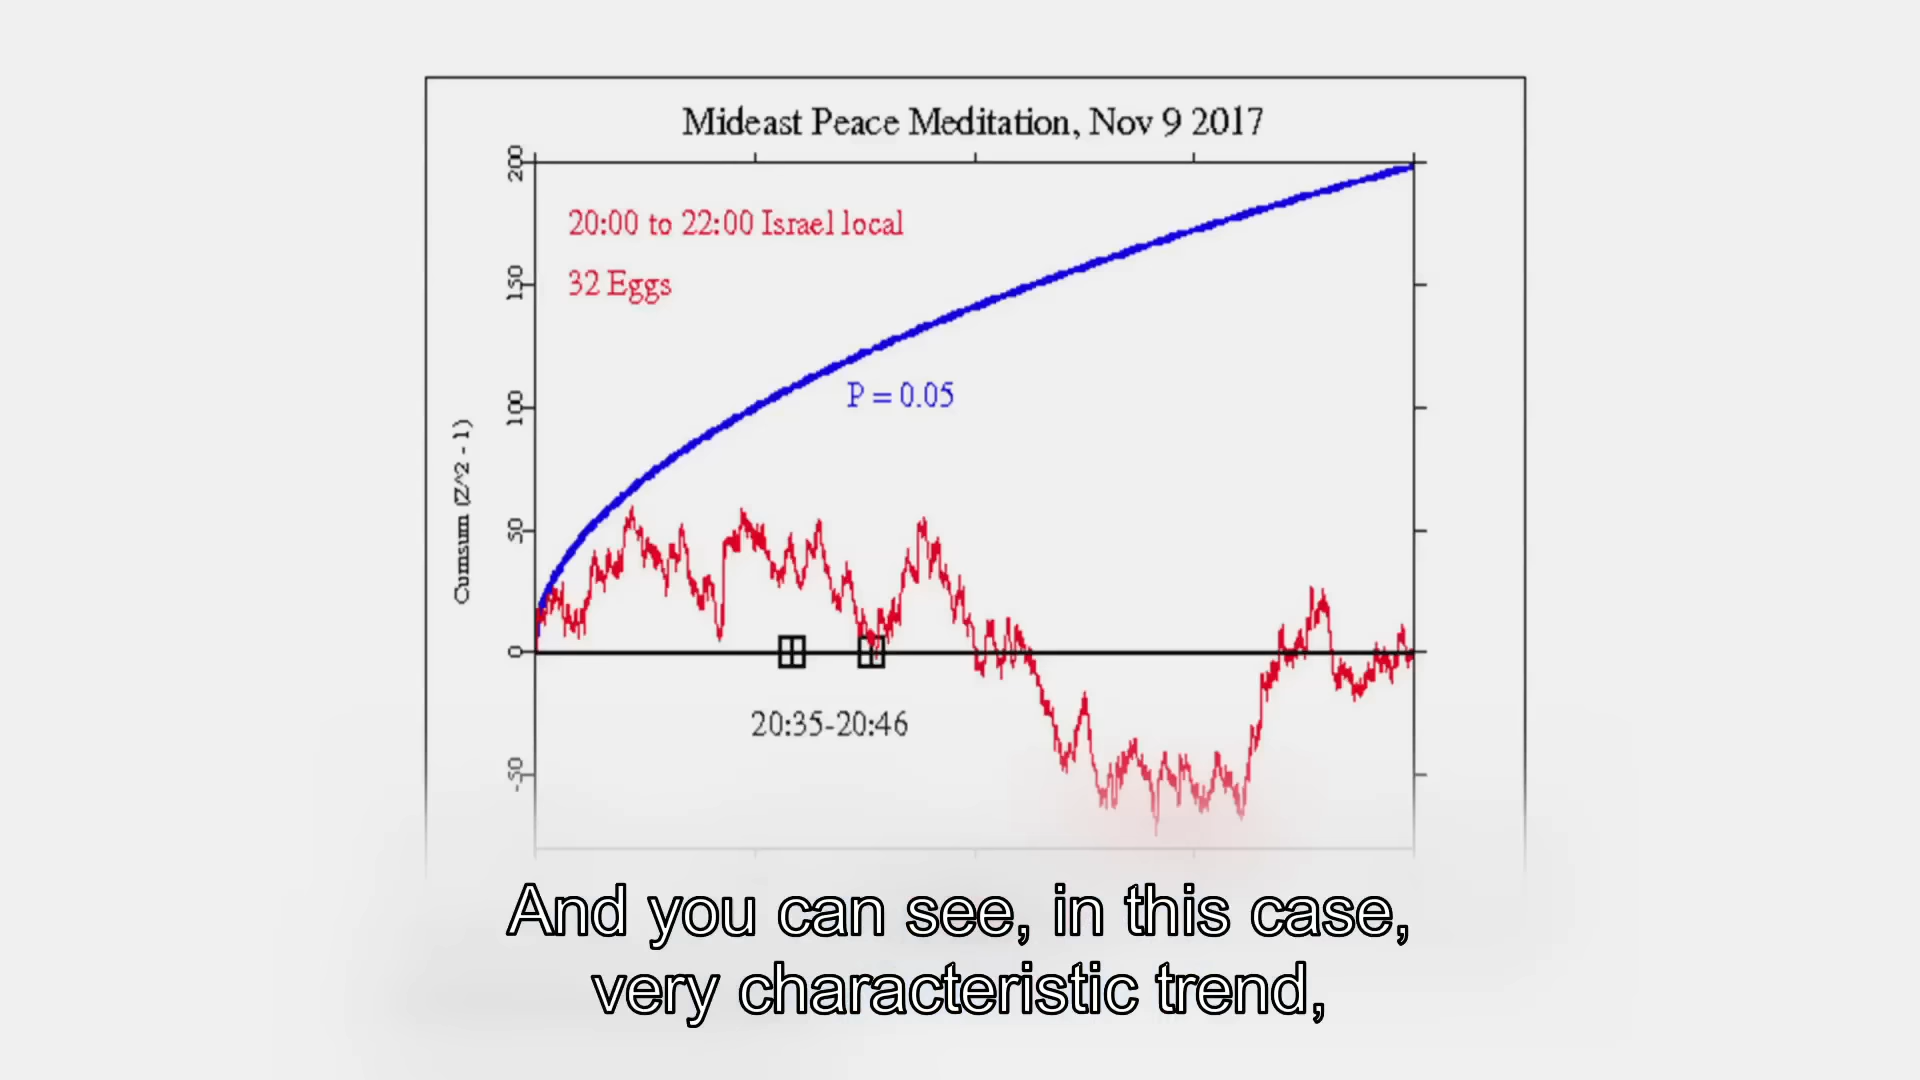 Mideast Peace Meditation, Nov 9 2017
200
20:00 to 22:00 Israel local
32 Eggs
150
P = 0.05
100
Cumsum (Z^2 - 1)
50
0
20:35-20:46
-50
And you can see, in this case,
very characteristic trend,